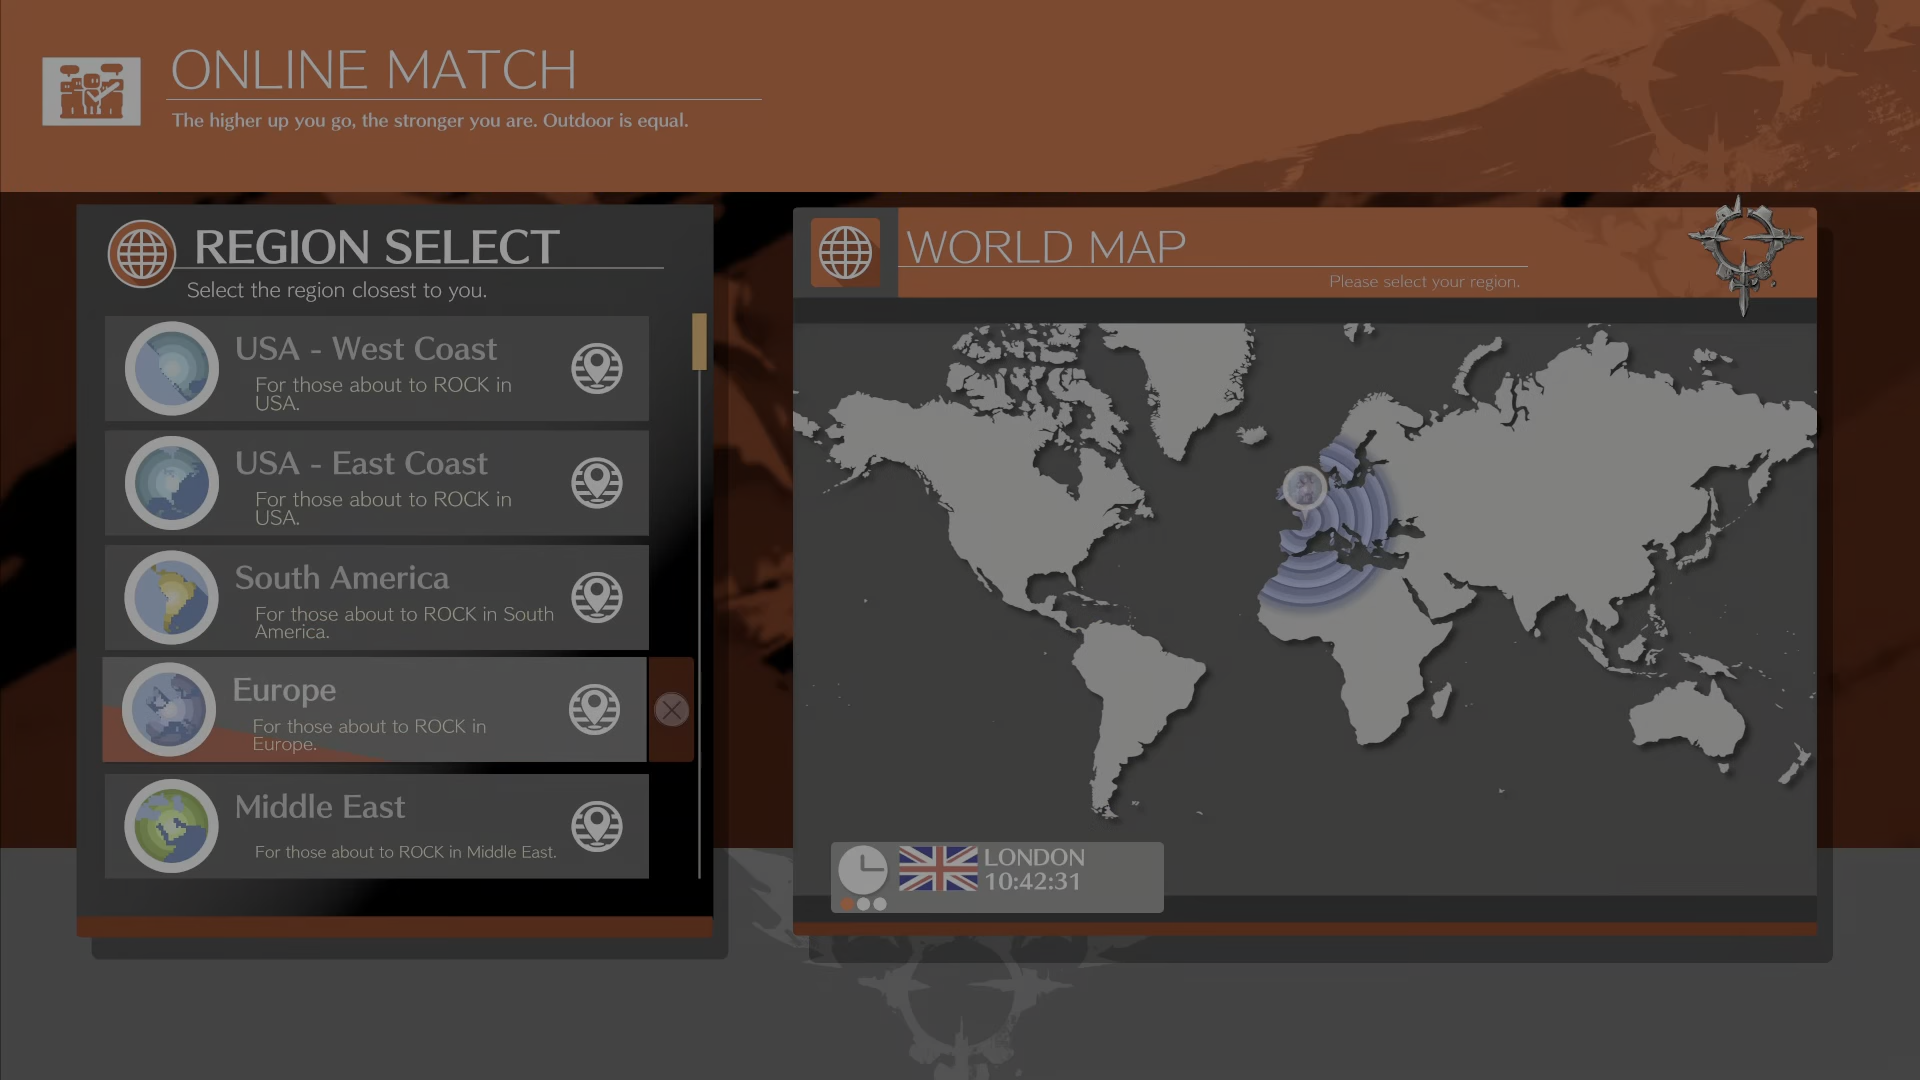 ONLINE MATCH
The higher up you go, the stronger you are. Outdoor is equal.
REGION SELECT
Select the region closest to you.
USA - West Coast
For those about to ROCK in
USA.
USA - East Coast
For those about to ROCK in
USA.
South America
For those about to ROCK in South
America.
Europe
For those about to ROCK in
Europe.
Middle East
For those about to ROCK in Middle East.
WORLD MAP
Please select your region.
LONDON
10:42:31